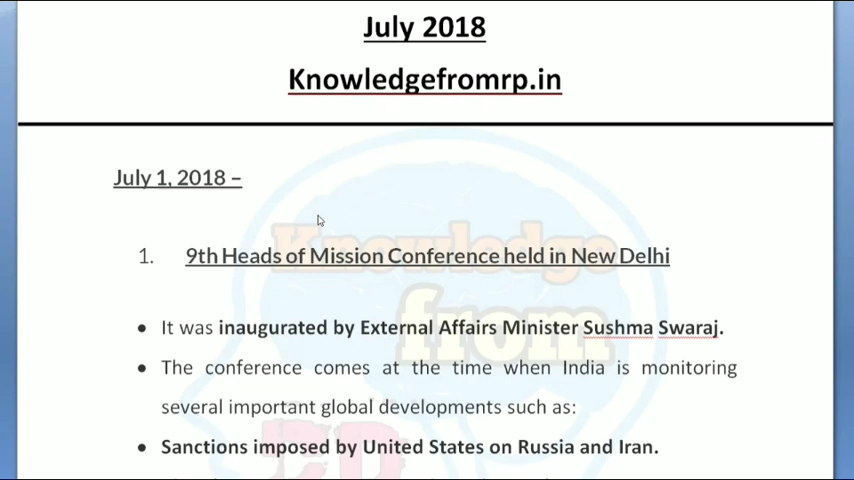 July 2018
Knowledgefromrp.in
July 1, 2018 –
1. 9th Heads of Mission Conference held in New Delhi
• It was inaugurated by External Affairs Minister Sushma Swaraj.
• The conference comes at the time when India is monitoring
several important global developments such as:
• Sanctions imposed by United States on Russia and Iran.
Knowledge
from